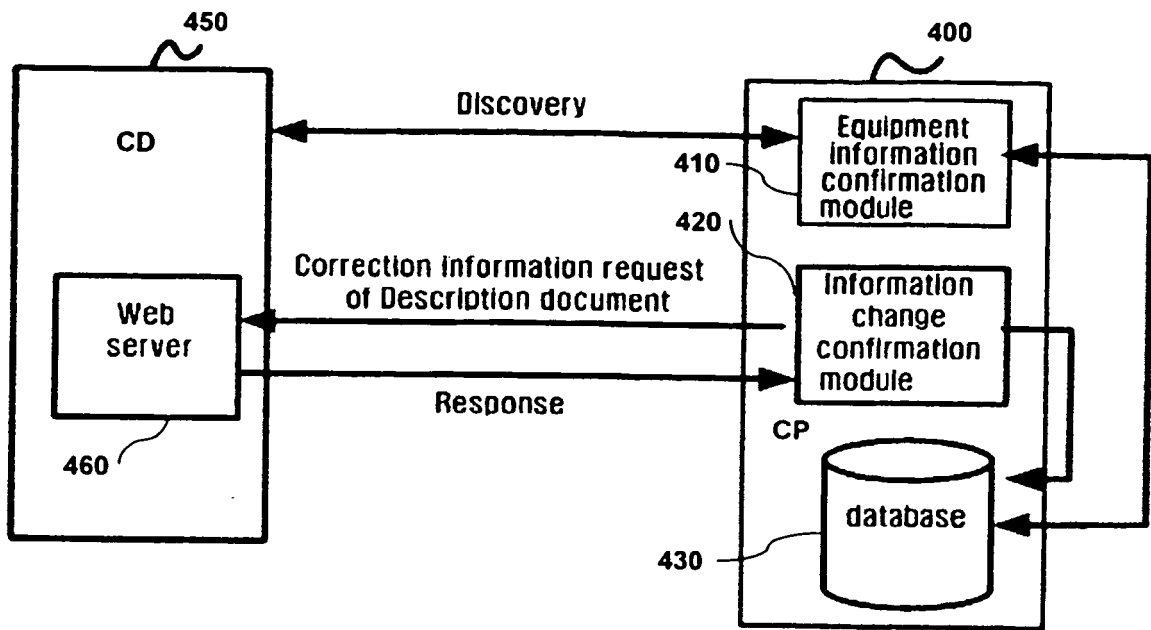 450
400
CD
Discovery
Equipment
information
confirmation
module
410
420
Correction information request
of Description document
Information
change
confirmation
module
Web
server
Response
CP
460
database
430